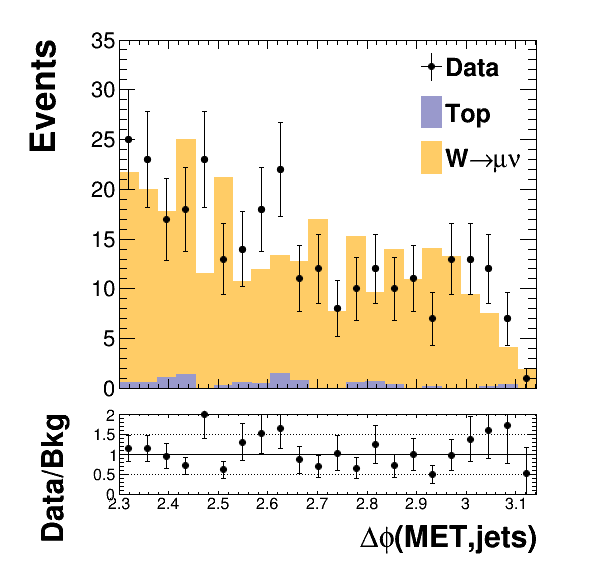 Events
35
30
25
20
15
10
5
0
Data
Top
W→μν
Data/Bkg
2
1.5
1
0.5
0
2.3 2.4 2.5 2.6 2.7 2.8 2.9 3 3.1
Δϕ(MET,jets)